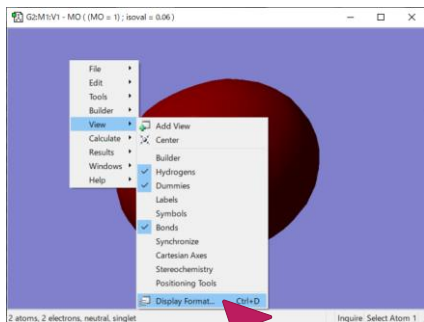 G2:M1:V1 - MO ( (MO = 1) ; isoval = 0.06 )
File
Edit
Tools
Builder
View
Calculate
Results
Windows
Help
Add View
Center
Builder
Hydrogens
Dummies
Labels
Symbols
Bonds
Synchronize
Cartesian Axes
Stereochemistry
Positioning Tools
Display Format... Ctrl+D
2 atoms, 2 electrons, neutral, singlet Inquire Select Atom 1